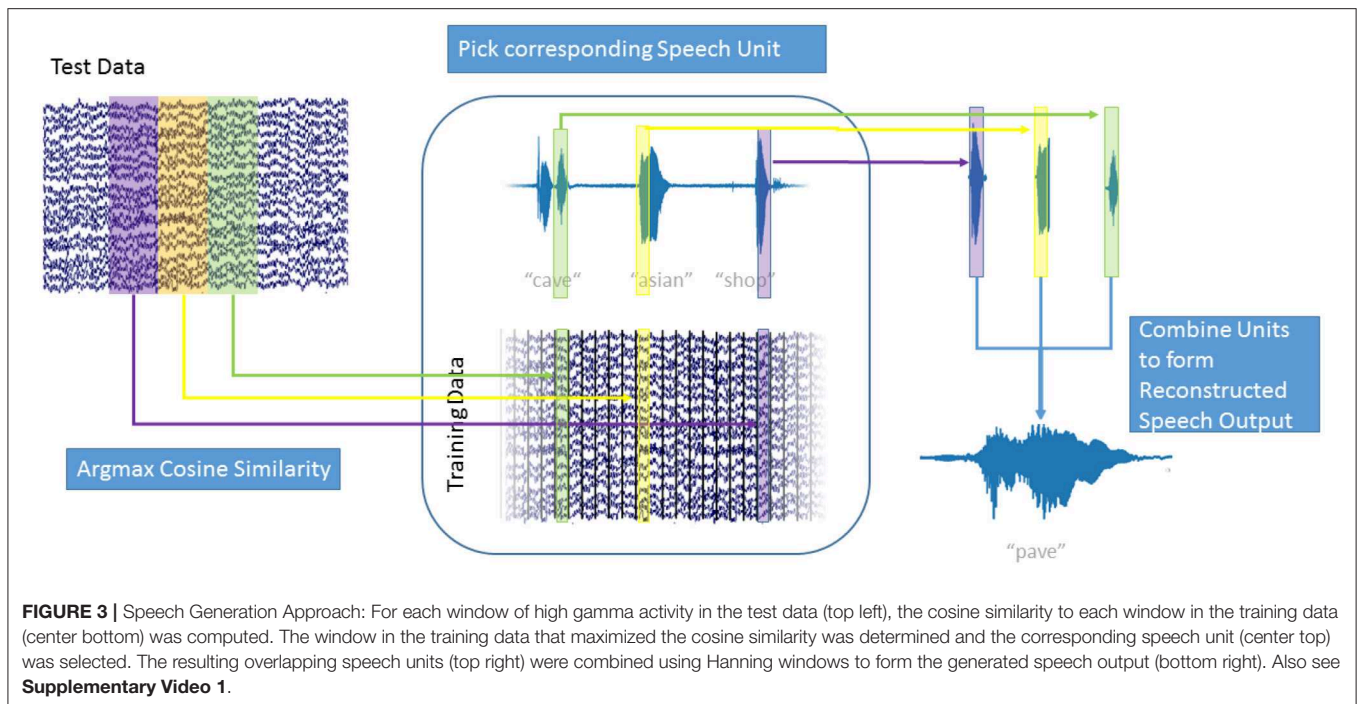 Pick corresponding Speech Unit
Test Data
“cave“
“asian”
“shop”
Training Data
Argmax Cosine Similarity
Combine Units
to form
Reconstructed
Speech Output
“pave”
FIGURE 3 | Speech Generation Approach: For each window of high gamma activity in the test data (top left), the cosine similarity to each window in the training data
(center bottom) was computed. The window in the training data that maximized the cosine similarity was determined and the corresponding speech unit (center top)
was selected. The resulting overlapping speech units (top right) were combined using Hanning windows to form the generated speech output (bottom right). Also see
Supplementary Video 1.